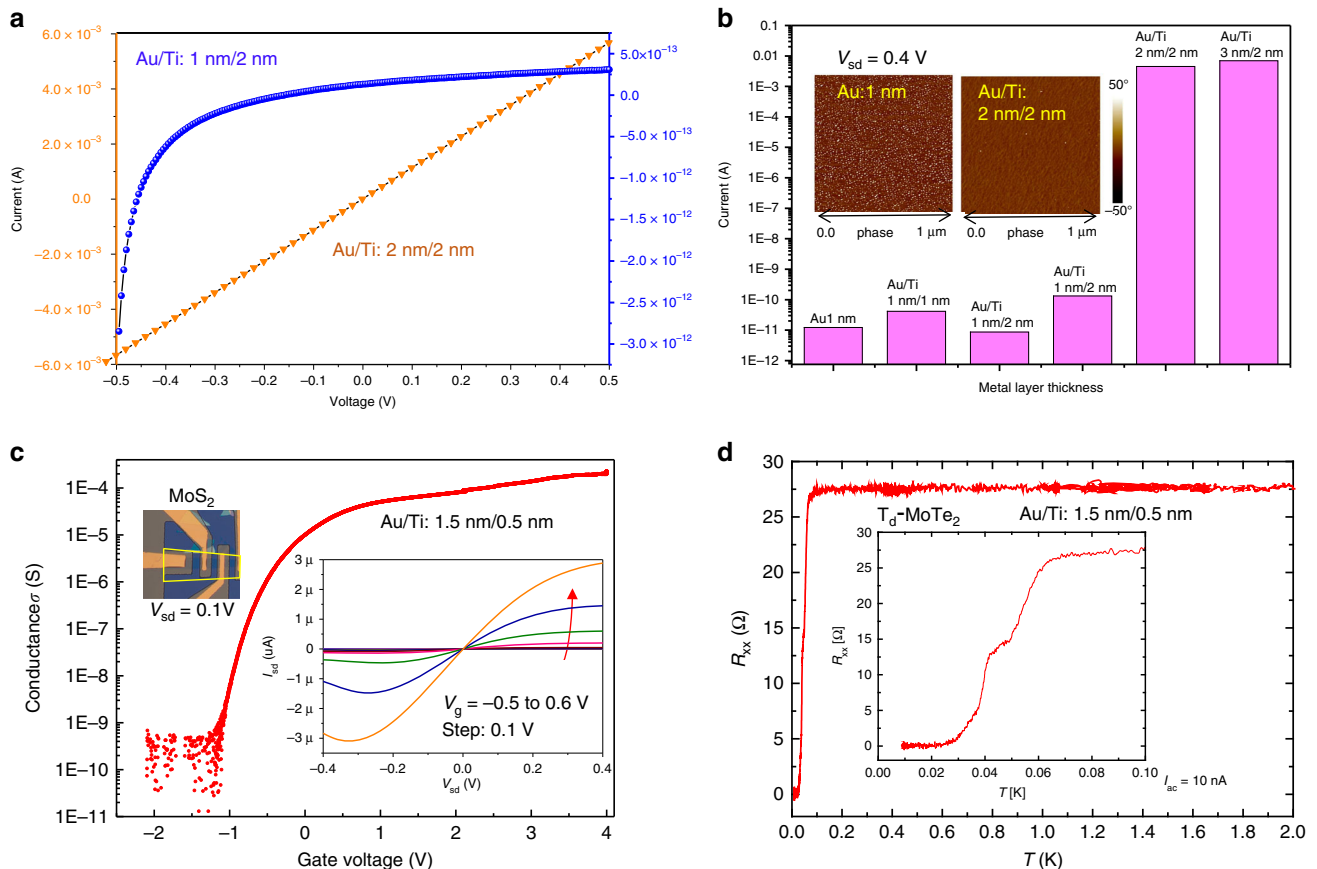 a
Au/Ti: 1 nm/2 nm
Au/Ti: 2 nm/2 nm
Current (A)
6.0 × 10⁻³
4.0 × 10⁻³
2.0 × 10⁻³
0.0
−2.0 × 10⁻³
−4.0 × 10⁻³
−6.0 × 10⁻³
5.0×10⁻¹³
0.0
−5.0 × 10⁻¹³
−1.0 × 10⁻¹²
−1.5 × 10⁻¹²
−2.0 × 10⁻¹²
−2.5 × 10⁻¹²
−3.0 × 10⁻¹²
Current (A)
−0.5 −0.4 −0.3 −0.2 −0.1 0.0 0.1 0.2 0.3 0.4 0.5
Voltage (V)
b
Current (A)
0.1
0.01
1E−3
1E−4
1E−5
1E−6
1E−7
1E−8
1E−9
1E−10
1E−11
1E−12
V_sd = 0.4 V
Au:1 nm
Au/Ti:
2 nm/2 nm
50°
−50°
0.0 phase 1 μm
0.0 phase 1 μm
Au1 nm
Au/Ti
1 nm/1 nm
Au/Ti
1 nm/2 nm
Au/Ti
1 nm/2 nm
Au/Ti
2 nm/2 nm
Au/Ti
3 nm/2 nm
Metal layer thickness
c
Conductance σ (S)
1E−4
1E−5
1E−6
1E−7
1E−8
1E−9
1E−10
1E−11
MoS₂
V_sd = 0.1V
Au/Ti: 1.5 nm/0.5 nm
I_sd (uA)
3 μ
2 μ
1 μ
0
−1 μ
−2 μ
−3 μ
V_g = −0.5 to 0.6 V
Step: 0.1 V
−0.4 −0.2 0.0 0.2 0.4
V_sd (V)
−2 −1 0 1 2 3 4
Gate voltage (V)
d
R_xx (Ω)
30
25
20
15
10
5
0
T_d-MoTe₂
Au/Ti: 1.5 nm/0.5 nm
R_xx [Ω]
30
25
20
15
10
5
0
0.00 0.02 0.04 0.06 0.08 0.10
T [K]
I_ac = 10 nA
0.0 0.2 0.4 0.6 0.8 1.0 1.2 1.4 1.6 1.8 2.0
T (K)